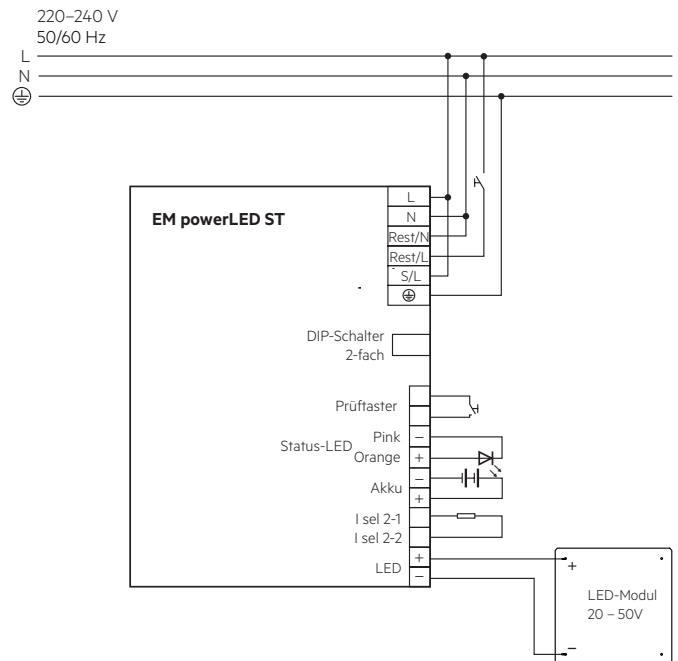 220–240 V
50/60 Hz
L
N
L
EM powerLED ST
N
Rest/N
Rest/L
S/L
DIP-Schalter
2-fach
Prüftaster
Pink –
Status-LED
Orange +
–
Akku
+
I sel 2-1
I sel 2-2
+
LED
–
+
LED-Modul
20 – 50V
–